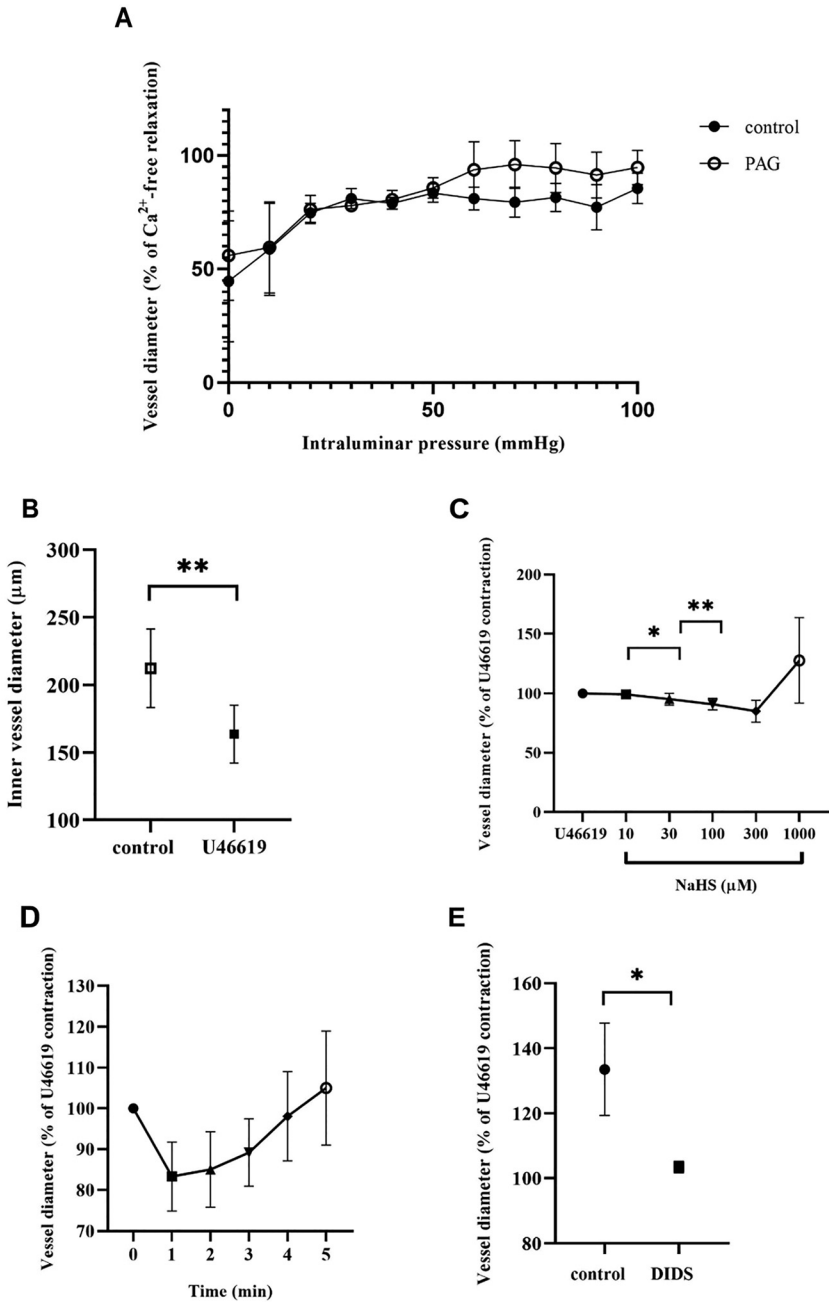 A
Vessel diameter (% of Ca2+-free relaxation)
100
50
0
0
50
100
Intraluminar pressure (mmHg)
control
PAG
B
Inner vessel diameter (µm)
300
250
200
150
100
**
control
U46619
C
Vessel diameter (% of U46619 contraction)
200
150
100
50
0
*
**
U46619 10 30 100 300 1000
NaHS (µM)
D
Vessel diameter (% of U46619 contraction)
130
120
110
100
90
80
70
0 1 2 3 4 5
Time (min)
E
Vessel diameter (% of U46619 contraction)
160
140
120
100
80
*
control
DIDS